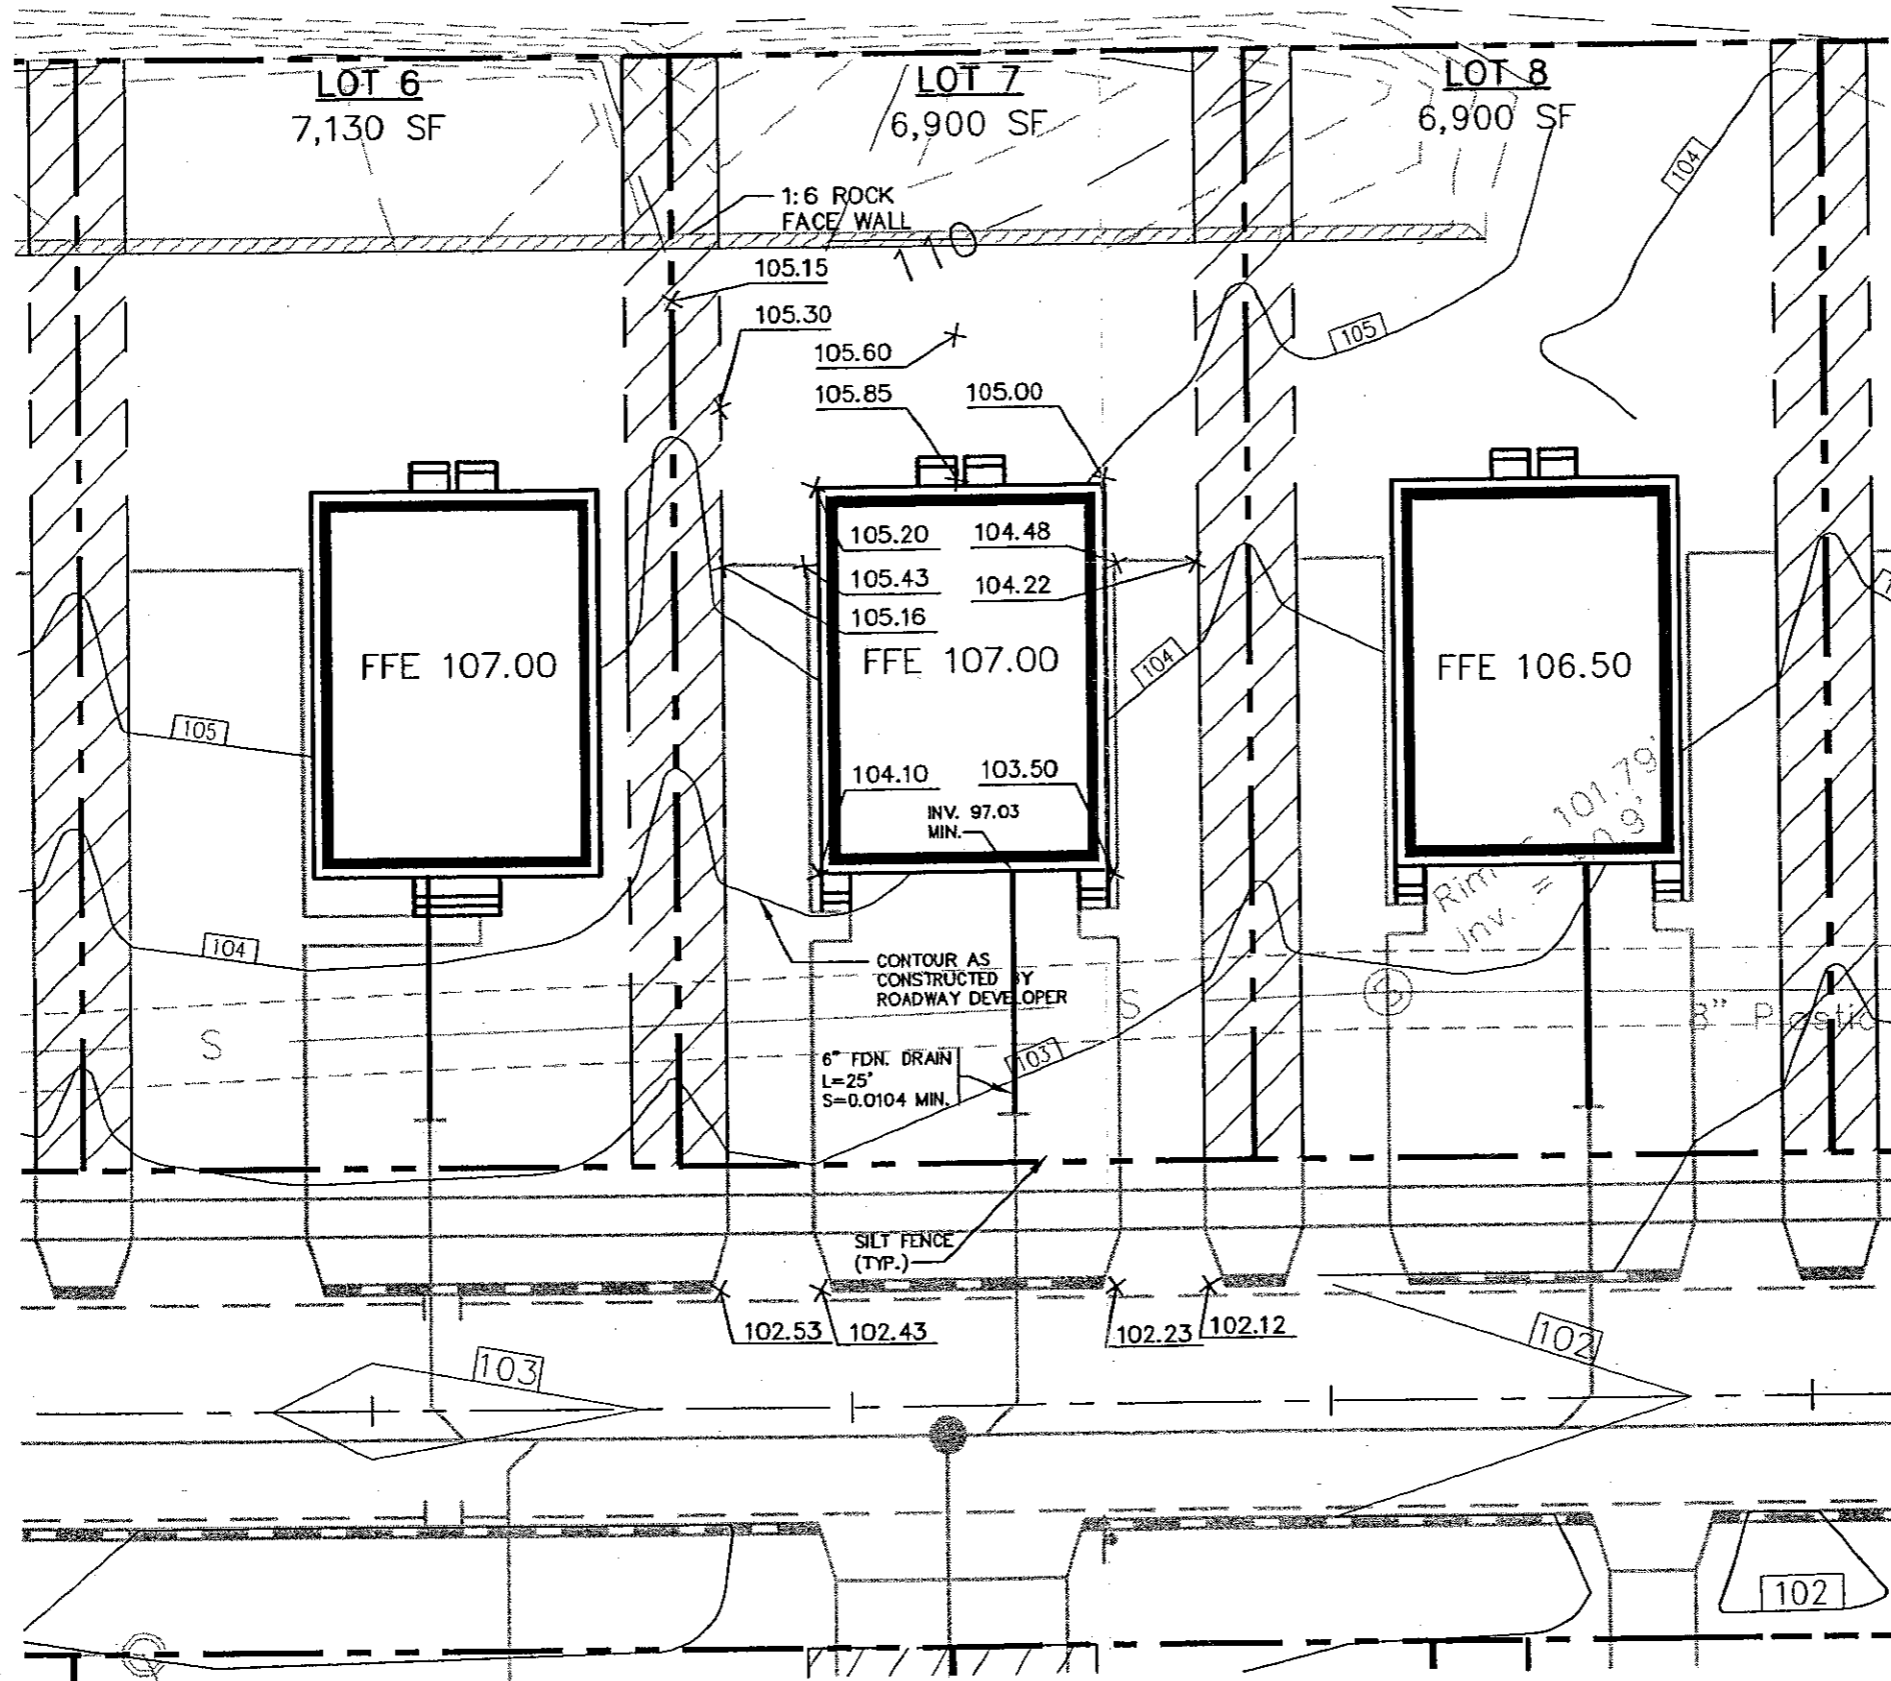 LOT 6
7,130 SF
LOT 7
6,900 SF
LOT 8
6,900 SF
104
1:6 ROCK
FACE WALL
110
105.15
105.30
105
105.60
105.85
105.00
105.20
104.48
105.43
104.22
105.16
FFE 107.00
FFE 107.00
FFE 106.50
104
105
104.10
103.50
INV. 97.03
MIN.
Rim 101.79'
Inv. =
104
CONTOUR AS
CONSTRUCTED BY
ROADWAY DEVELOPER
S
S
S
8" Plastic
6" FDN. DRAIN
L=25'
S=0.0104 MIN.
103
SILT FENCE
(TYP.)
102.53
102.43
102.23
102.12
103
102
102